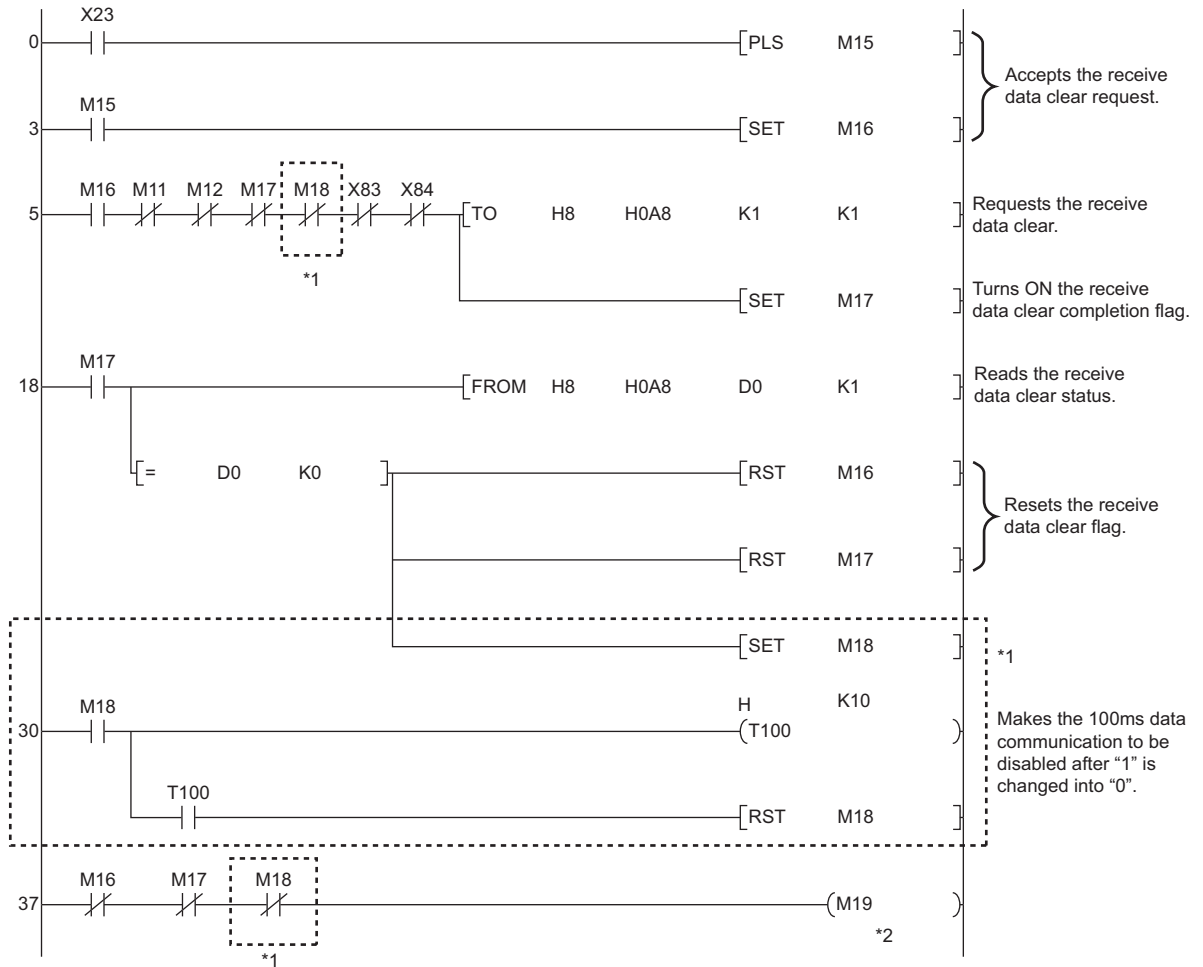 X23
0 [PLS M15 ]
Accepts the receive
data clear request.
M15
3 [SET M16 ]
M16 M11 M12 M17 M18 X83 X84
5 [TO H8 H0A8 K1 K1 ]
Requests the receive
data clear.
*1
[SET M17 ]
Turns ON the receive
data clear completion flag.
M17
18 [FROM H8 H0A8 D0 K1 ]
Reads the receive
data clear status.
[= D0 K0 ]
[RST M16 ]
Resets the receive
data clear flag.
[RST M17 ]
[SET M18 ]
*1
M18
H K10
30 (T100 )
Makes the 100ms data
communication to be
disabled after “1” is
changed into “0”.
T100
[RST M18 ]
M16 M17 M18
37 (M19 )
*2
*1